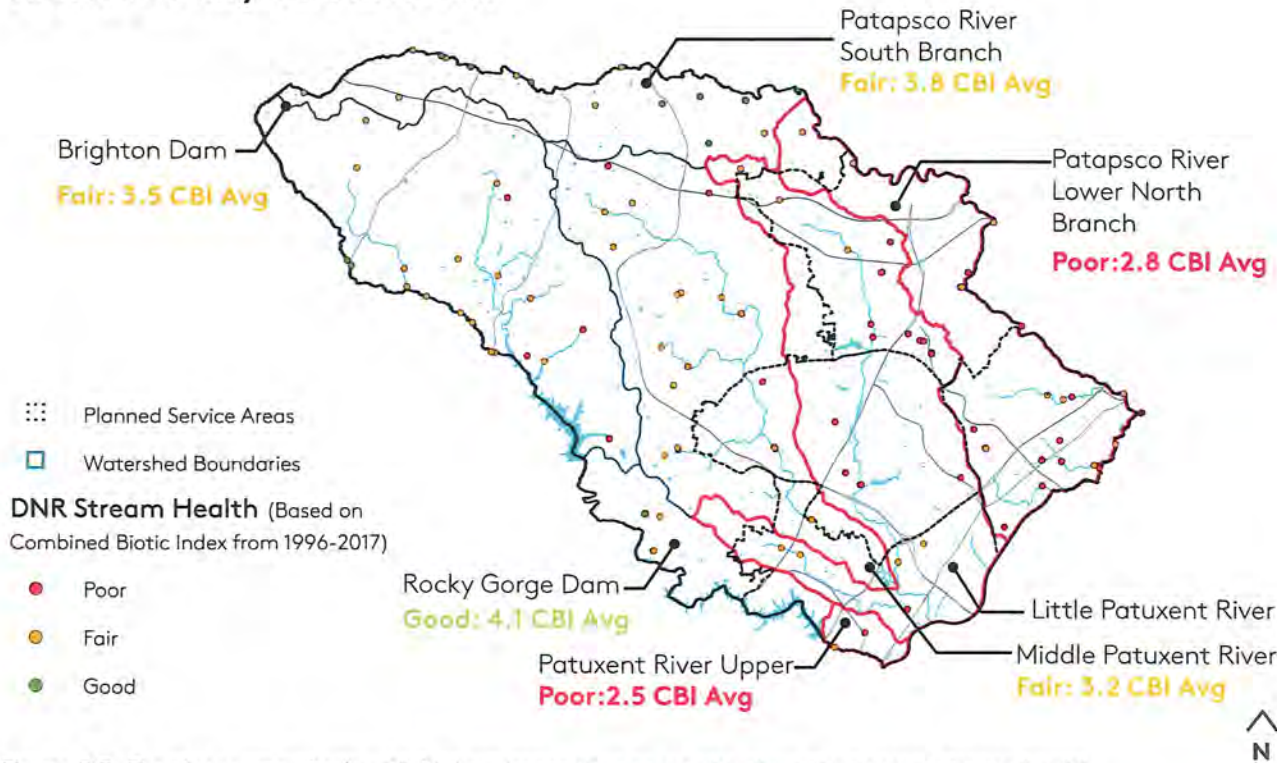 Patapsco River
South Branch
Fair: 3.8 CBI Avg
Brighton Dam
Fair: 3.5 CBI Avg
Patapsco River
Lower North
Branch
Poor:2.8 CBI Avg
Planned Service Areas
Watershed Boundaries
DNR Stream Health (Based on
Combined Biotic Index from 1996-2017)
Poor
Fair
Good
Rocky Gorge Dam
Good: 4.1 CBI Avg
Little Patuxent River
Patuxent River Upper
Poor:2.5 CBI Avg
Middle Patuxent River
Fair: 3.2 CBI Avg
N